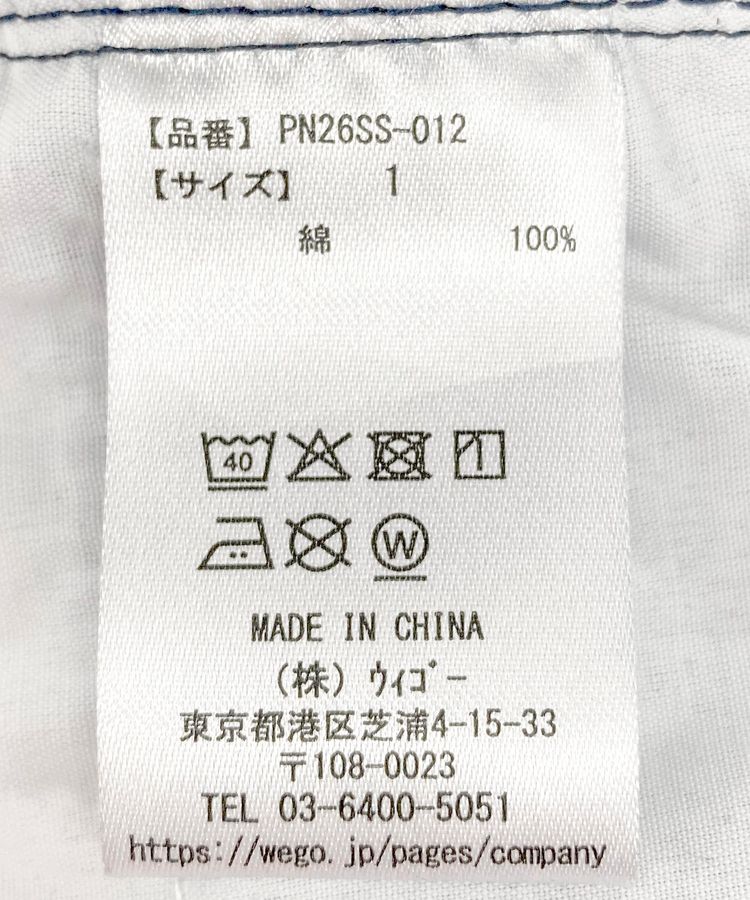 【品番】 PN26SS-012
【サイズ】 1
綿 100%
40
W
MADE IN CHINA
(株) ｳｨｺﾞｰ
東京都港区芝浦4-15-33
〒108-0023
TEL 03-6400-5051
https://wego.jp/pages/company